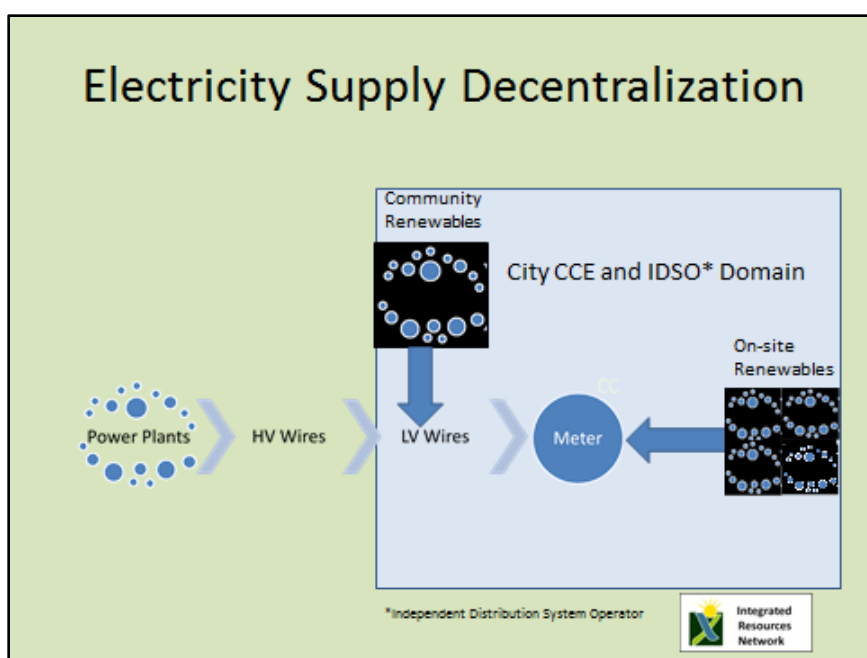 Electricity Supply Decentralization
Community
Renewables
City CCE and IDSO* Domain
On-site
Renewables
CC
Power Plants
HV Wires
LV Wires
Meter
*Independent Distribution System Operator
Integrated
Resources
Network